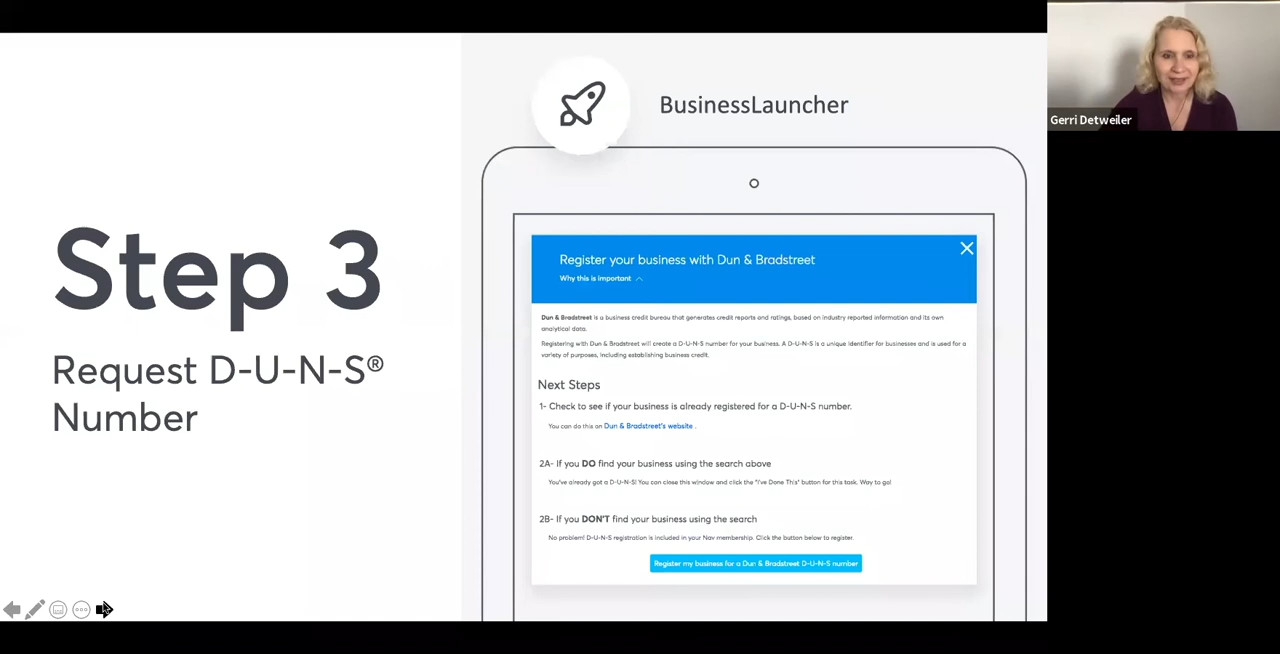 Step 3
Request D-U-N-S®
Number
BusinessLauncher
Register your business with Dun & Bradstreet
Why this is important
Dun & Bradstreet is a business credit bureau that generates credit reports and ratings, based on industry reported information and its own
analytical data.
Registering with Dun & Bradstreet will create a D-U-N-S number for your business. A D-U-N-S is a unique identifier for businesses and is used for a
variety of purposes, including establishing business credit.
Next Steps
1- Check to see if your business is already registered for a D-U-N-S number.
You can do this on Dun & Bradstreet's website .
2A- If you DO find your business using the search above
You've already got a D-U-N-S! You can close this window and click the "I've Done This" button for this task. Way to go!
2B- If you DON'T find your business using the search
No problem! D-U-N-S registration is included in your Nav membership. Click the button below to register.
Register my business for a Dun & Bradstreet D-U-N-S number
Gerri Detweiler